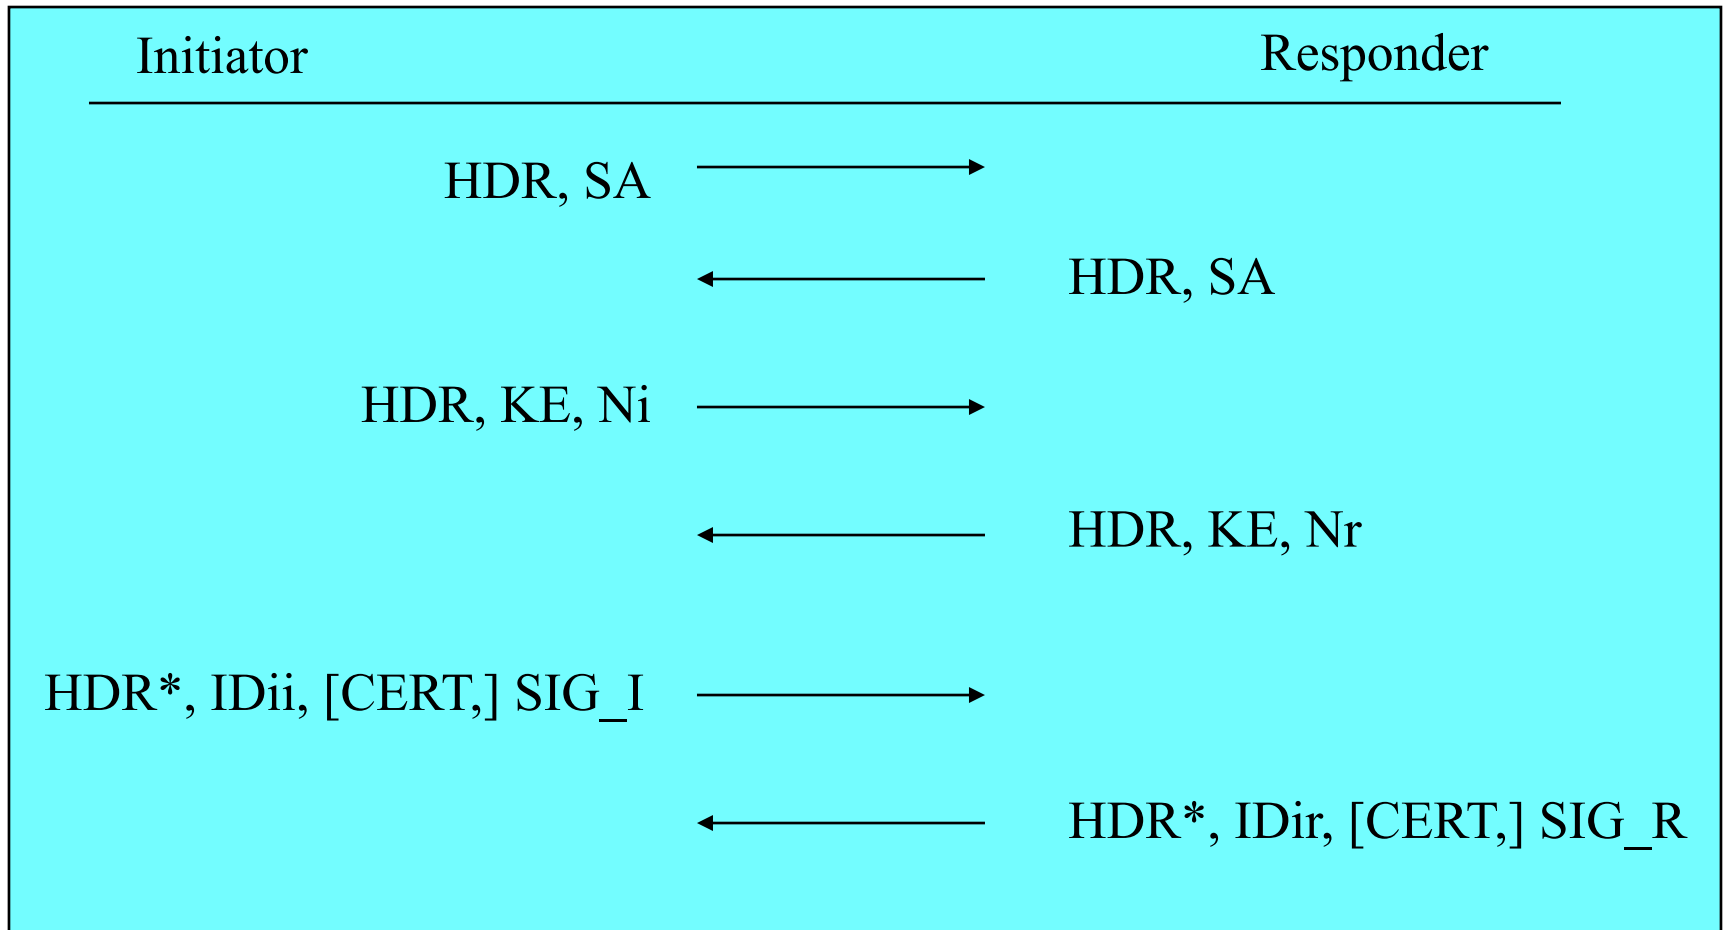 Initiator Responder
HDR, SA
HDR, SA
HDR, KE, Ni
HDR, KE, Nr
HDR*, IDii, [CERT,] SIG_I
HDR*, IDir, [CERT,] SIG_R